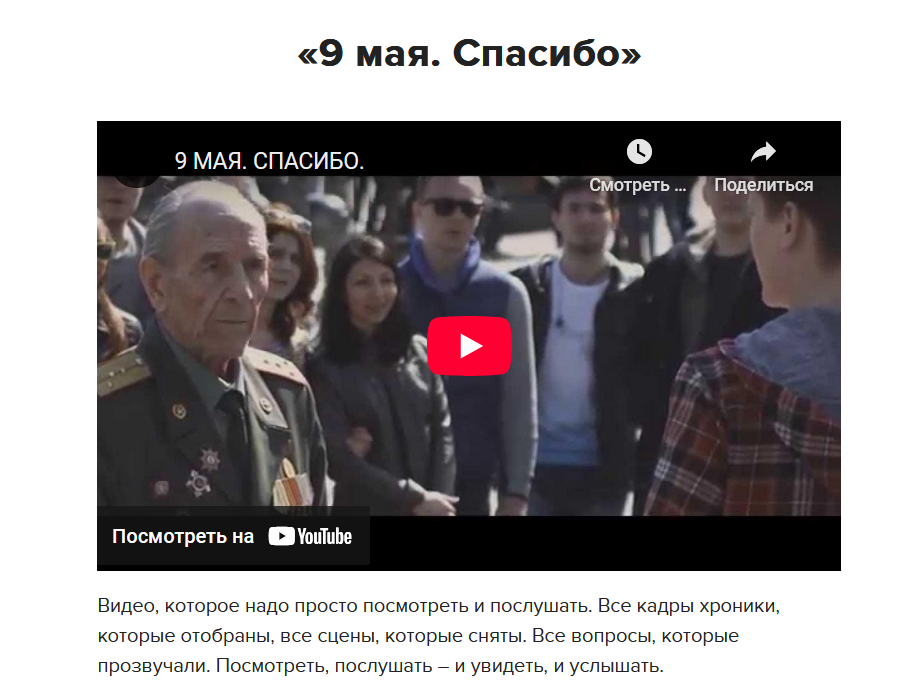 «9 мая. Спасибо»
9 МАЯ. СПАСИБО.
Смотреть ...
Поделиться
Посмотреть на YouTube
Видео, которое надо просто посмотреть и послушать. Все кадры хроники,
которые отобраны, все сцены, которые сняты. Все вопросы, которые
прозвучали. Посмотреть, послушать – и увидеть, и услышать.